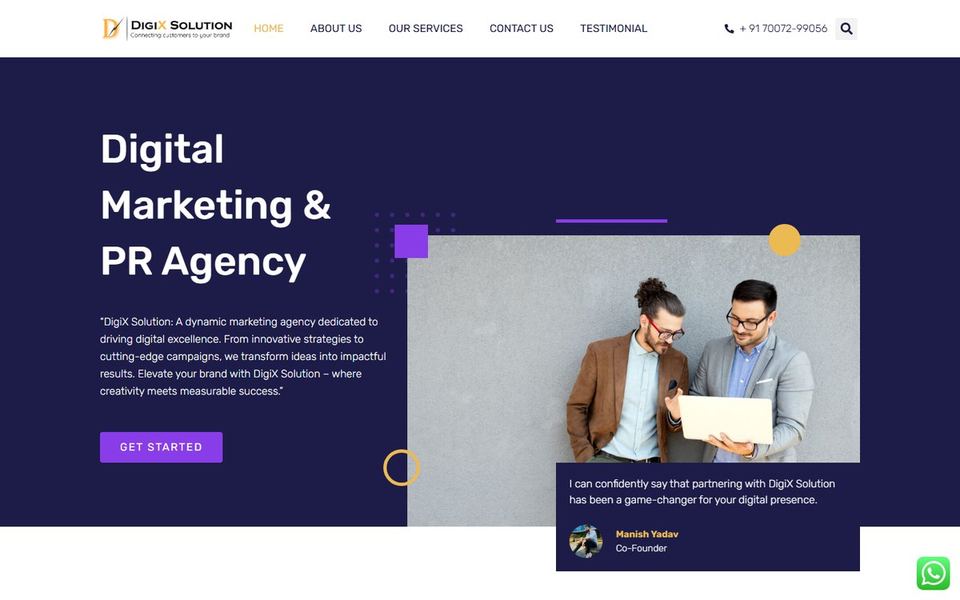 DIGIX SOLUTION
Connecting customers to your brand
HOME
ABOUT US
OUR SERVICES
CONTACT US
TESTIMONIAL
+ 91 70072-99056
Digital
Marketing &
PR Agency
"DigiX Solution: A dynamic marketing agency dedicated to
driving digital excellence. From innovative strategies to
cutting-edge campaigns, we transform ideas into impactful
results. Elevate your brand with DigiX Solution – where
creativity meets measurable success."
GET STARTED
I can confidently say that partnering with DigiX Solution
has been a game-changer for your digital presence.
Manish Yadav
Co-Founder